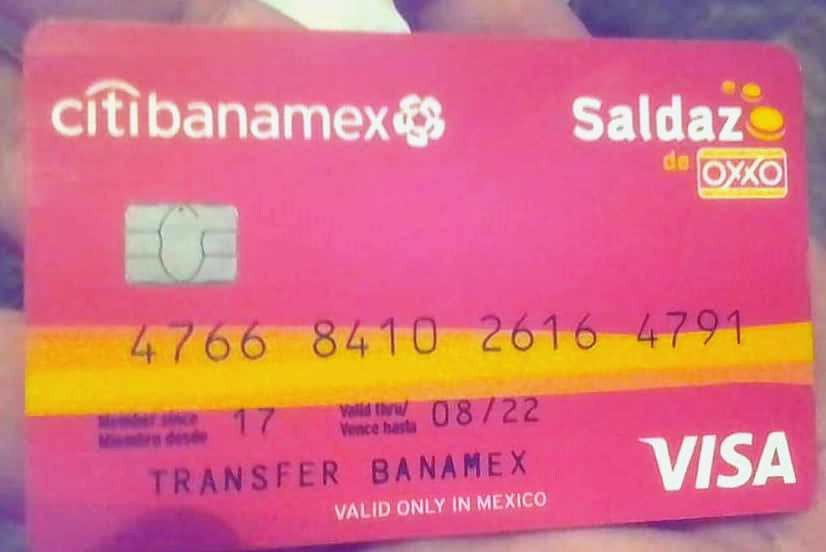 citibanamex
Saldazo
de OXXO
4766 8410 2616 4791
Member since
Miembro desde 17 Valid thru/
Vence hasta 08/22
TRANSFER BANAMEX
VISA
VALID ONLY IN MEXICO